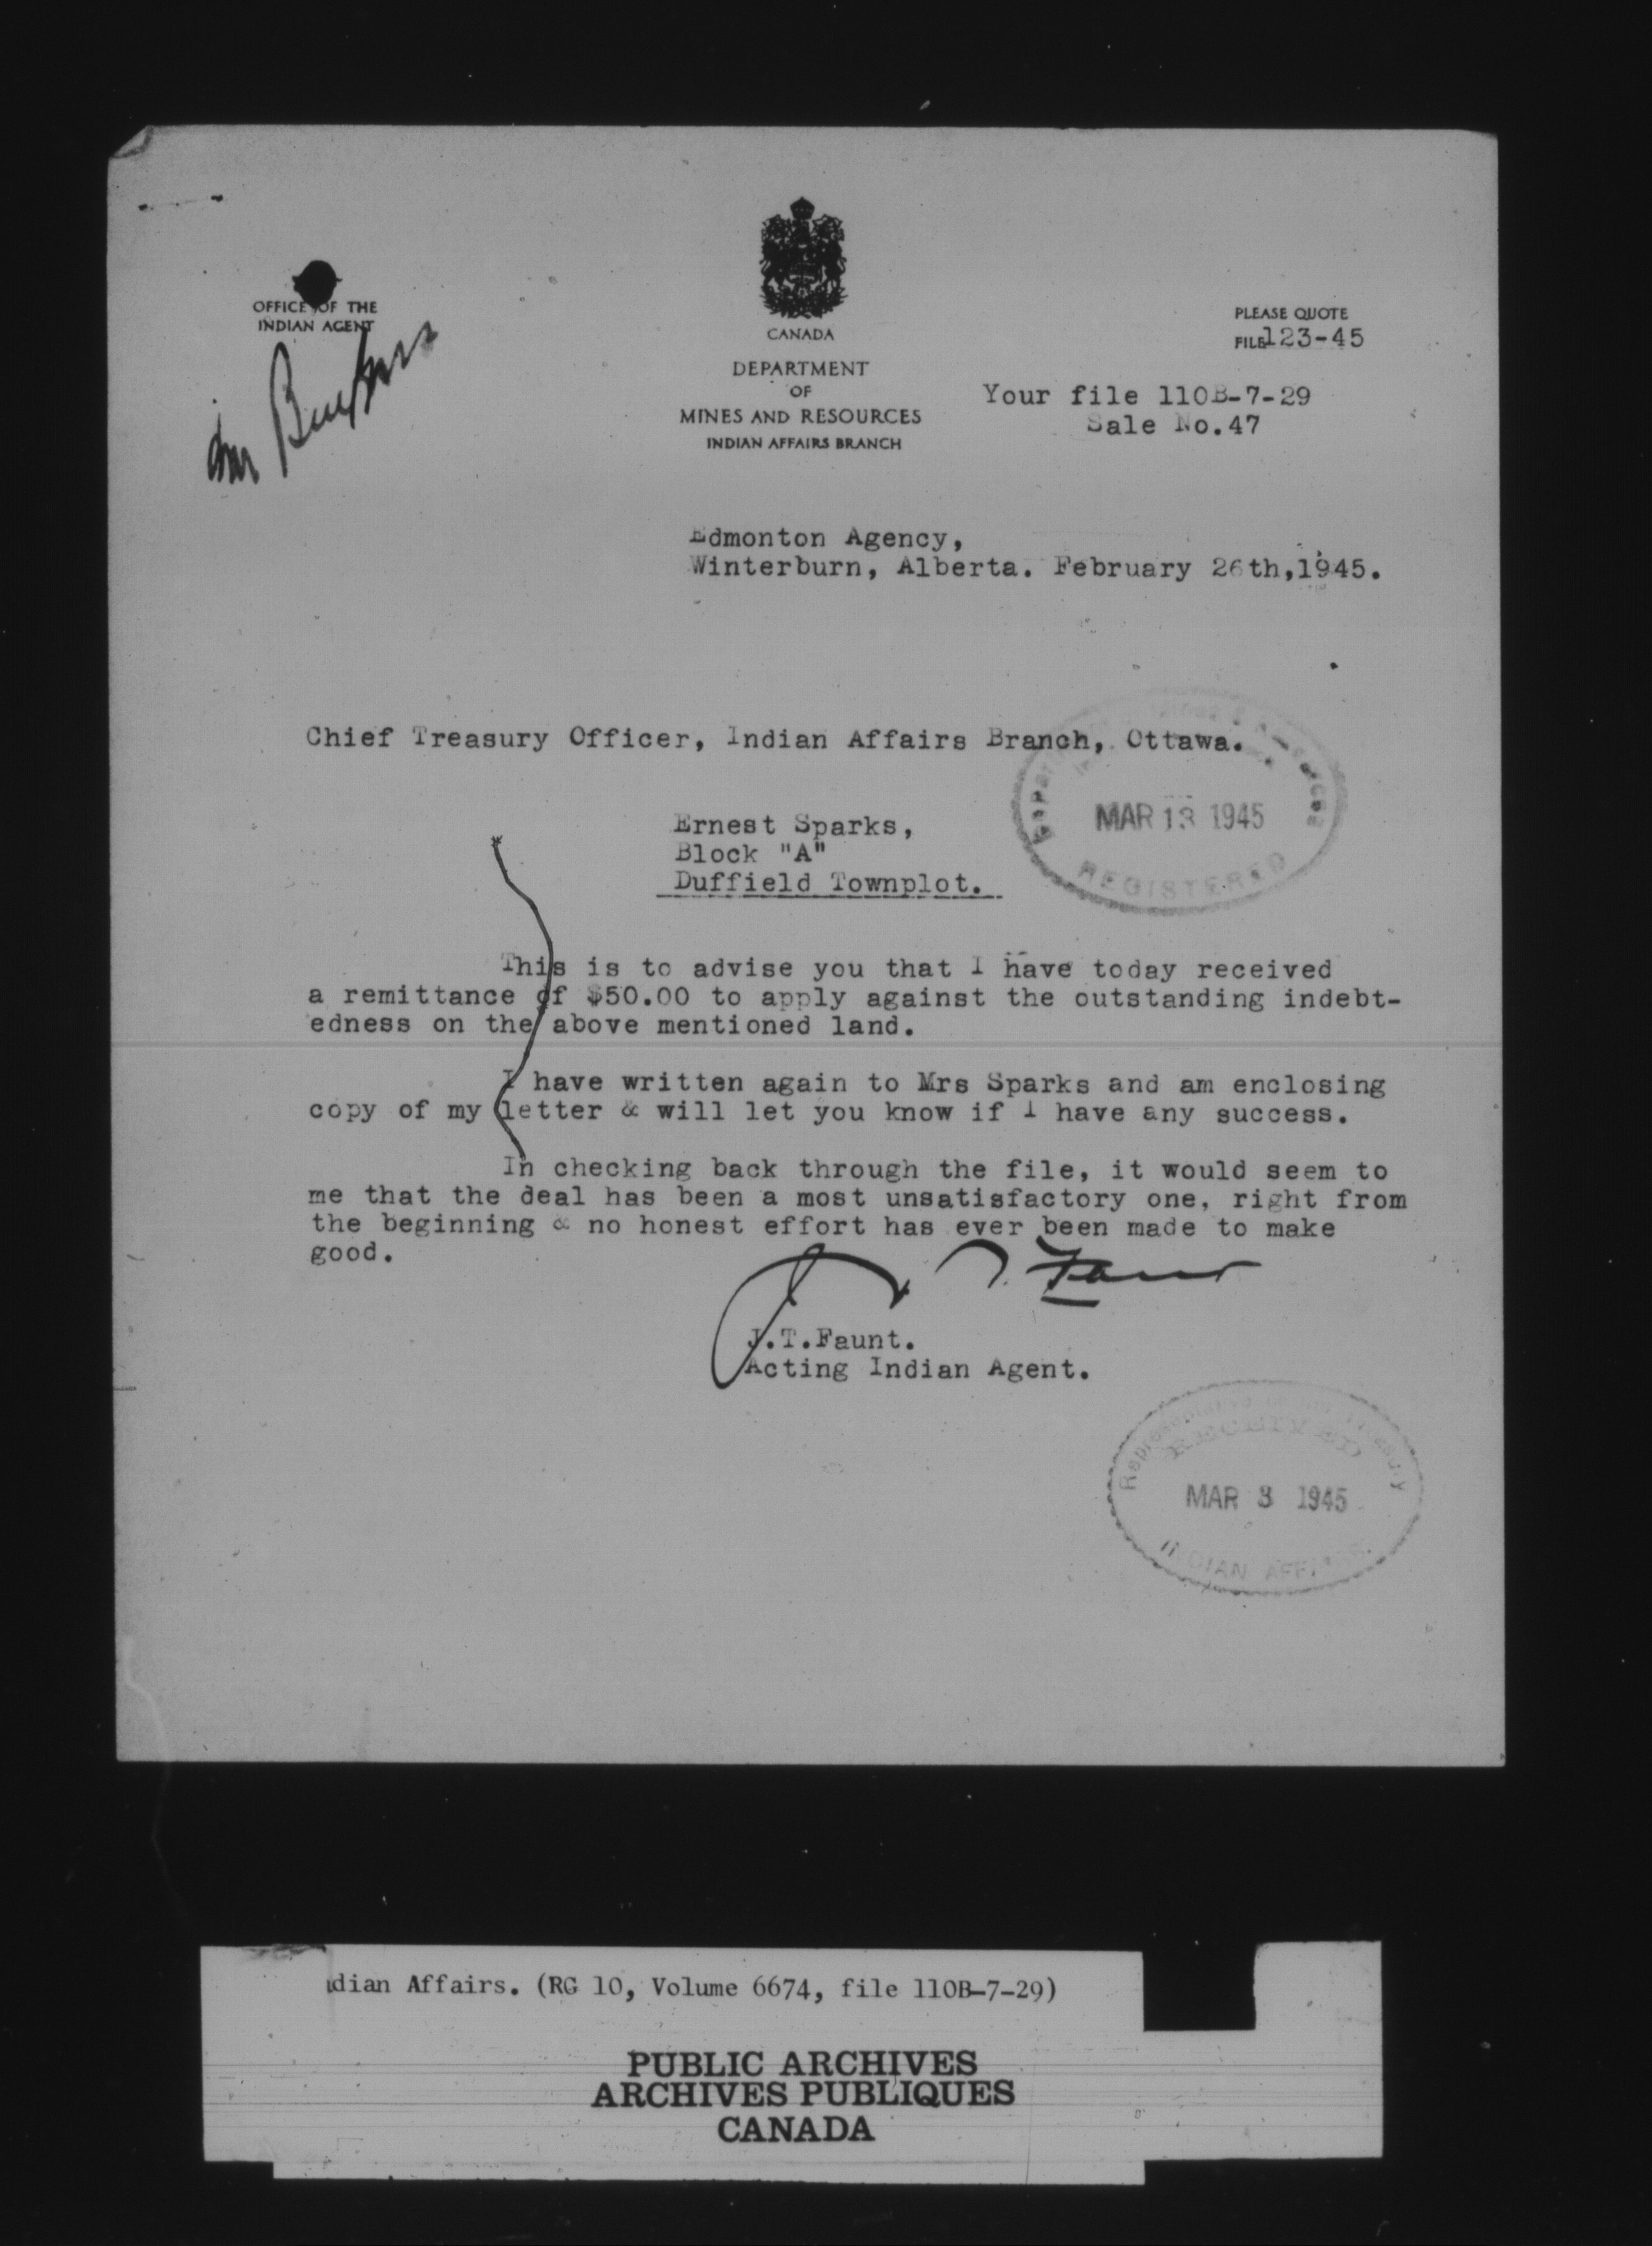 OFFICE OF THE
INDIAN AGENT
CANADA
DEPARTMENT
OF
MINES AND RESOURCES
INDIAN AFFAIRS BRANCH
PLEASE QUOTE
FILE 123-45
Your file 110B-7-29
Sale No.47
Edmonton Agency,
Winterburn, Alberta. February 26th,1945.
Chief Treasury Officer, Indian Affairs Branch, Ottawa.
MAR 13 1945
REGISTERED
Ernest Sparks,
Block "A"
Duffield Townplot.
This is to advise you that I have today received
a remittance of $50.00 to apply against the outstanding indebt-
edness on the above mentioned land.
I have written again to Mrs Sparks and am enclosing
copy of my letter & will let you know if I have any success.
In checking back through the file, it would seem to
me that the deal has been a most unsatisfactory one, right from
the beginning & no honest effort has ever been made to make
good.
J.T.Faunt.
Acting Indian Agent.
Representative of the Treasury
RECEIVED
MAR 3 1945
INDIAN AFFAIRS
dian Affairs. (RG 10, Volume 6674, file 110B-7-29)
PUBLIC ARCHIVES
ARCHIVES PUBLIQUES
CANADA